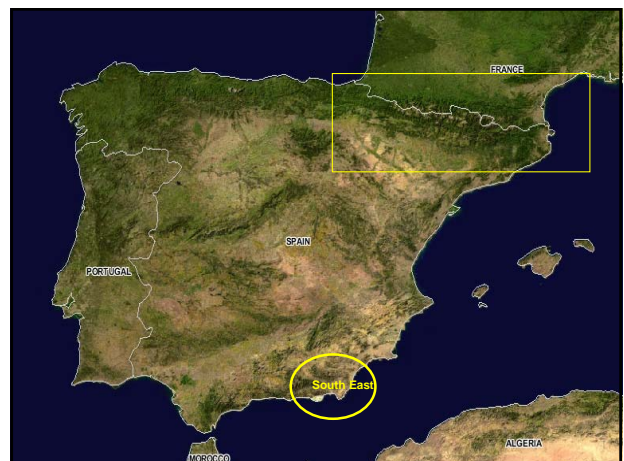 FRANCE
SPAIN
PORTUGAL
South East
ALGERIA
MOROCCO